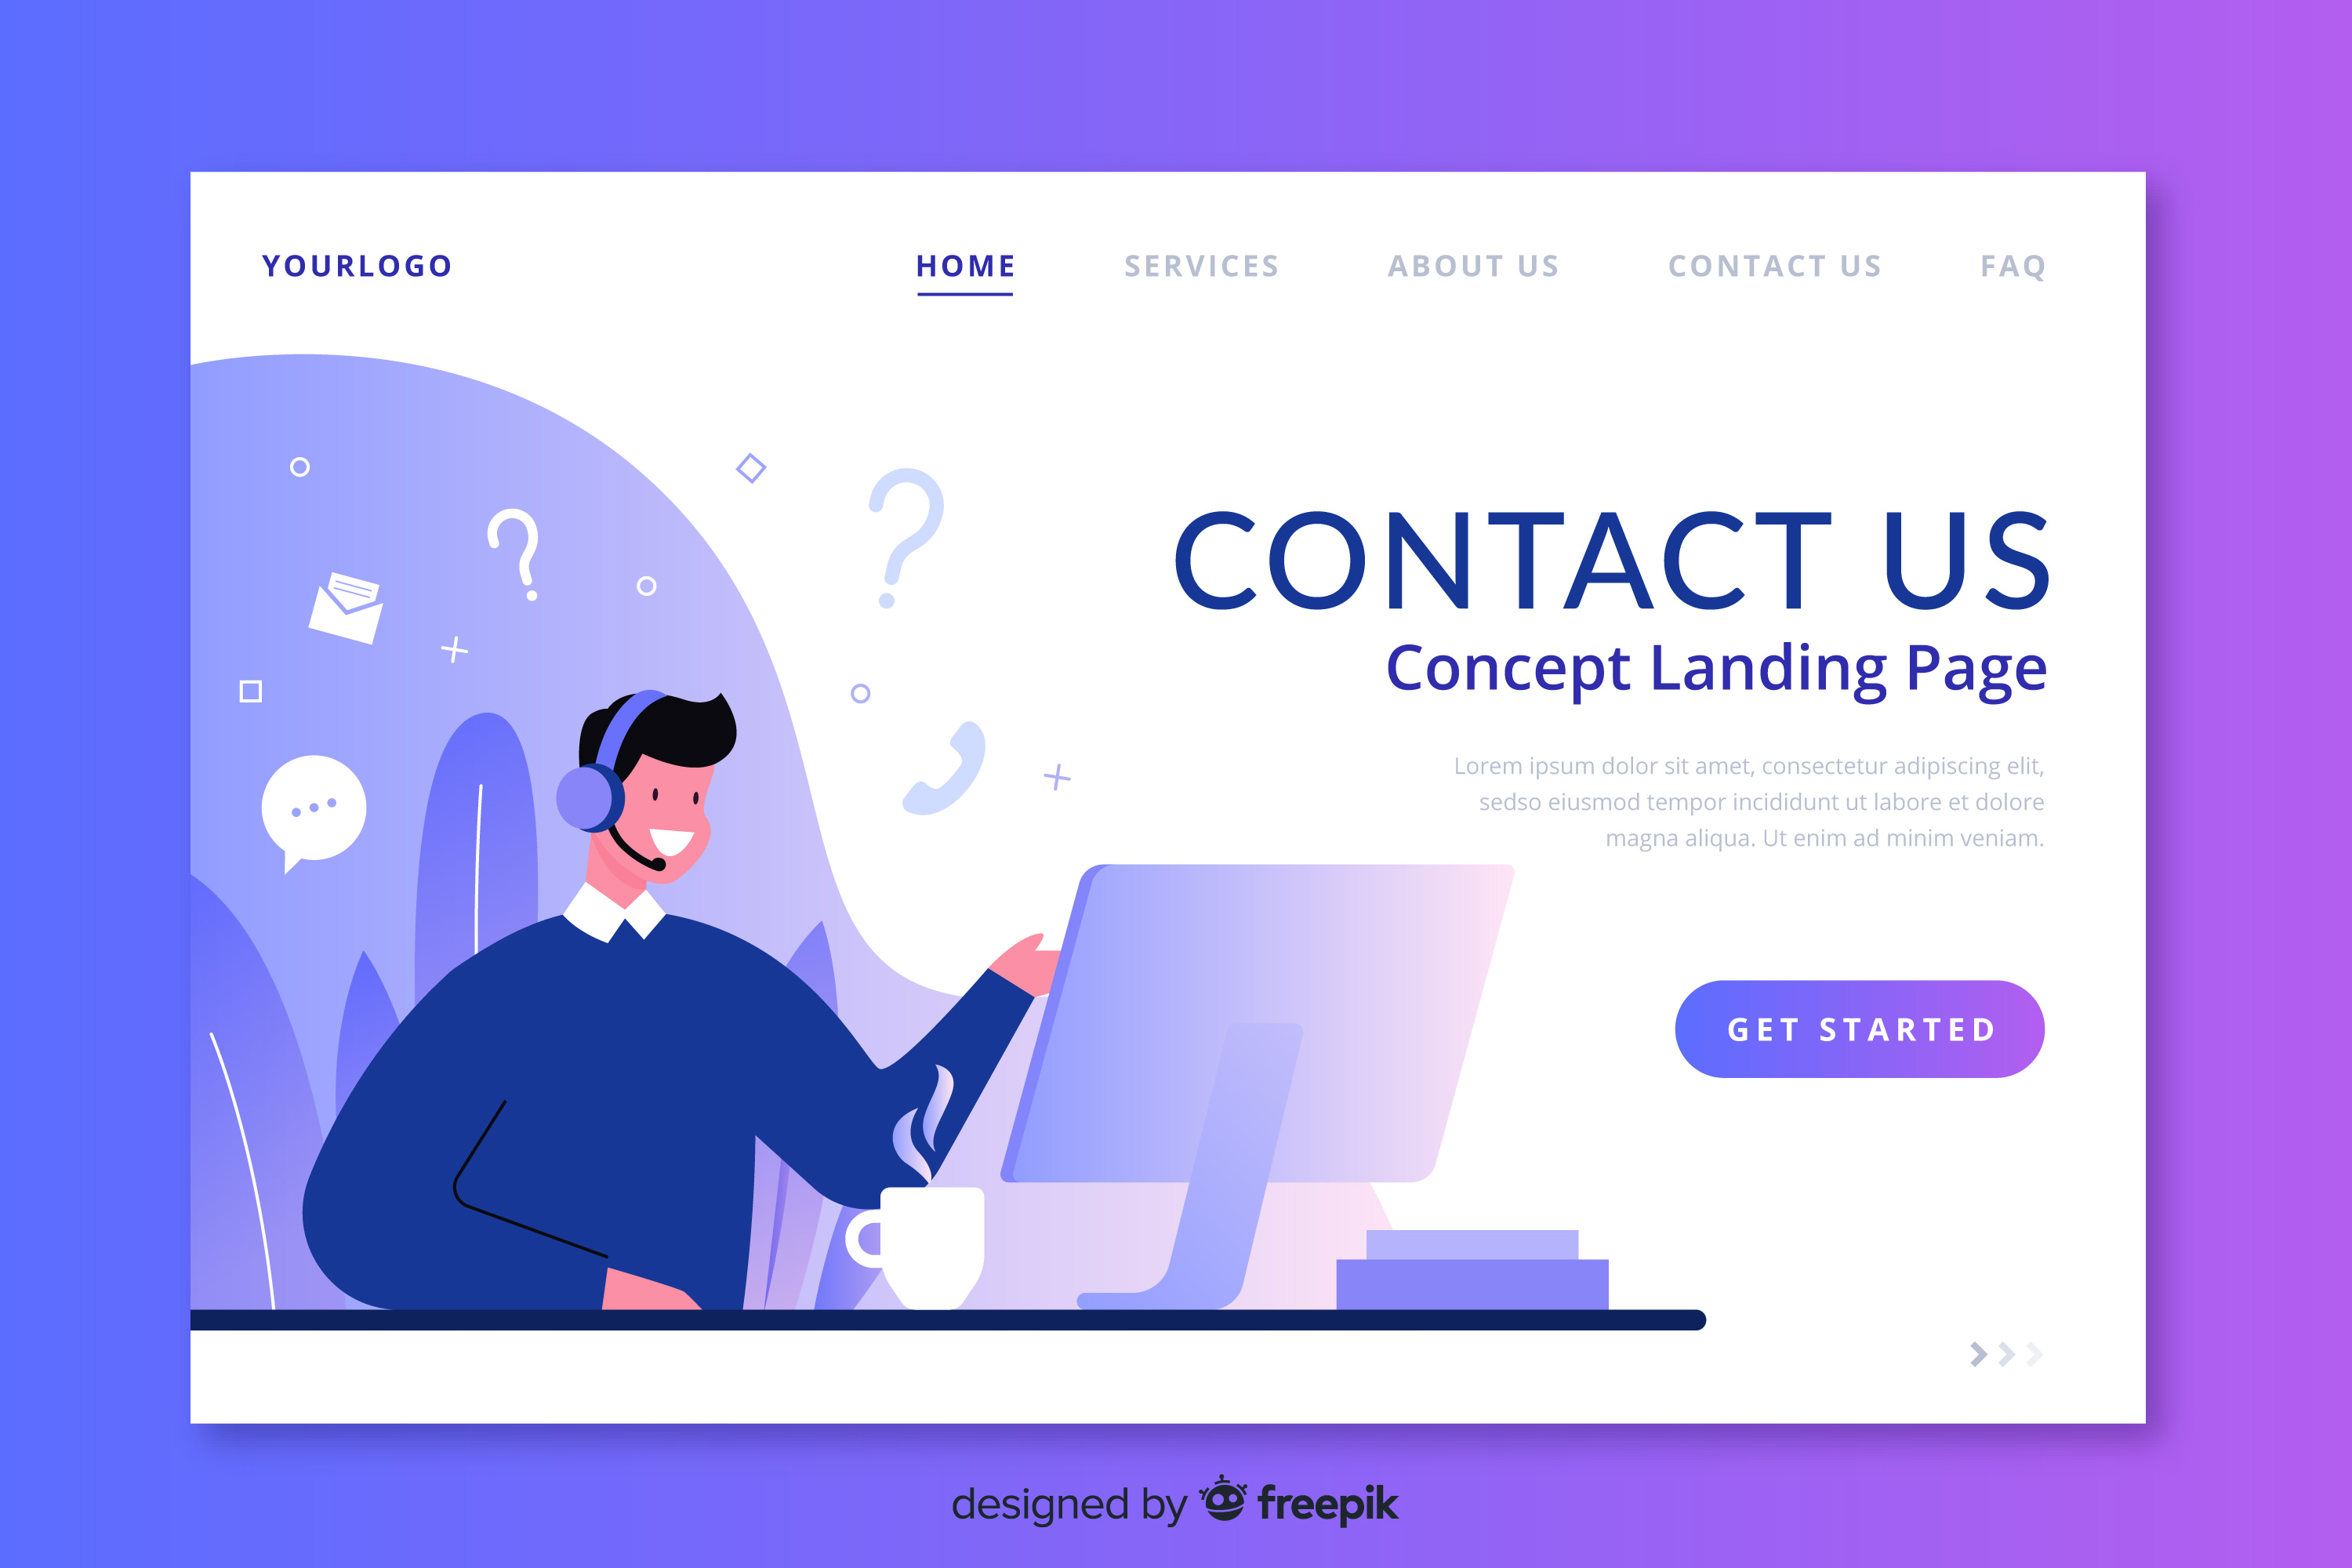 YOURLOGO HOME SERVICES ABOUT US CONTACT US FAQ
CONTACT US
Concept Landing Page
Lorem ipsum dolor sit amet, consectetur adipiscing elit,
sedso eiusmod tempor incididunt ut labore et dolore
magna aliqua. Ut enim ad minim veniam.
GET STARTED
designed by freepik